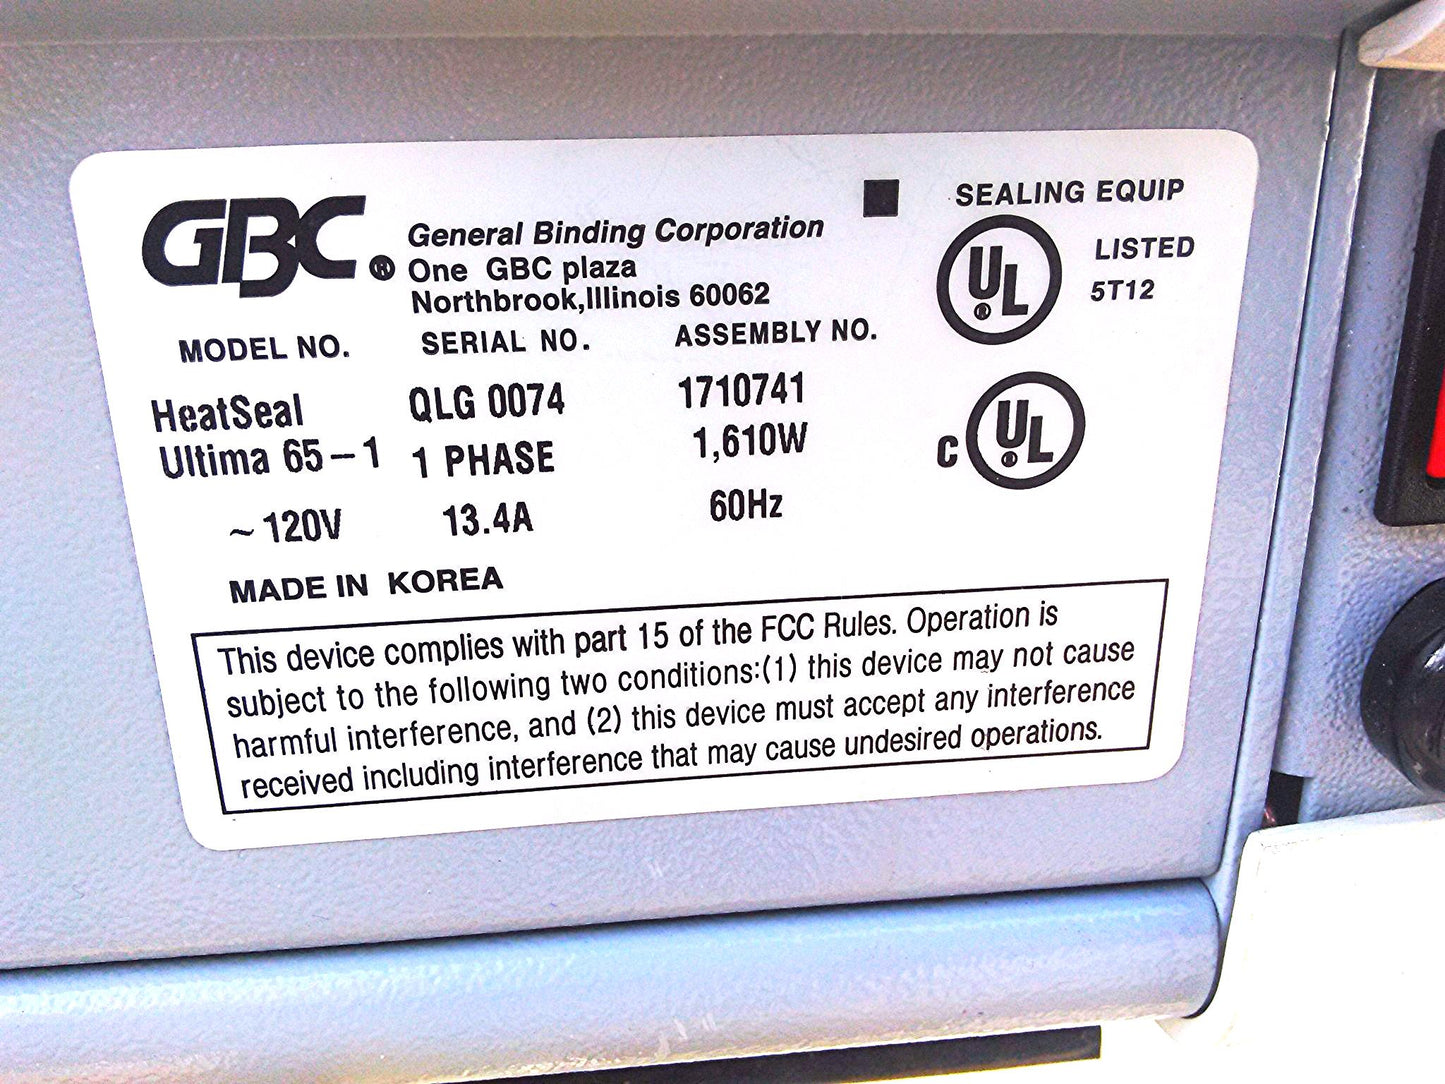 GBC®
General Binding Corporation
One GBC plaza
Northbrook,Illinois 60062
SEALING EQUIP
UL®
LISTED
5T12
MODEL NO. SERIAL NO. ASSEMBLY NO.
HeatSeal QLG 0074 1710741
Ultima 65-1 1 PHASE 1,610W
C UL®
~120V 13.4A 60Hz
MADE IN KOREA
This device complies with part 15 of the FCC Rules. Operation is
subject to the following two conditions:(1) this device may not cause
harmful interference, and (2) this device must accept any interference
received including interference that may cause undesired operations.